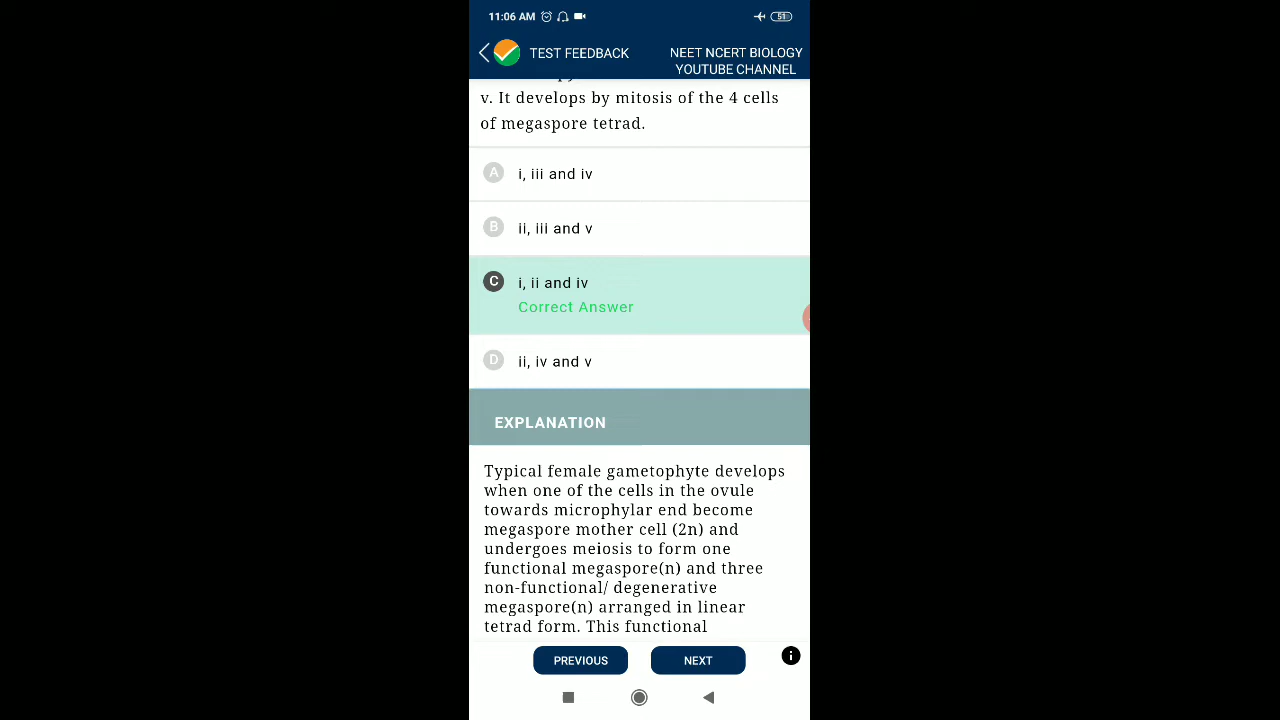 11:06 AM
51
TEST FEEDBACK
NEET NCERT BIOLOGY
YOUTUBE CHANNEL
v. It develops by mitosis of the 4 cells
of megaspore tetrad.
A i, iii and iv
B ii, iii and v
C i, ii and iv
Correct Answer
D ii, iv and v
EXPLANATION
Typical female gametophyte develops
when one of the cells in the ovule
towards microphylar end become
megaspore mother cell (2n) and
undergoes meiosis to form one
functional megaspore(n) and three
non-functional/ degenerative
megaspore(n) arranged in linear
tetrad form. This functional
PREVIOUS
NEXT